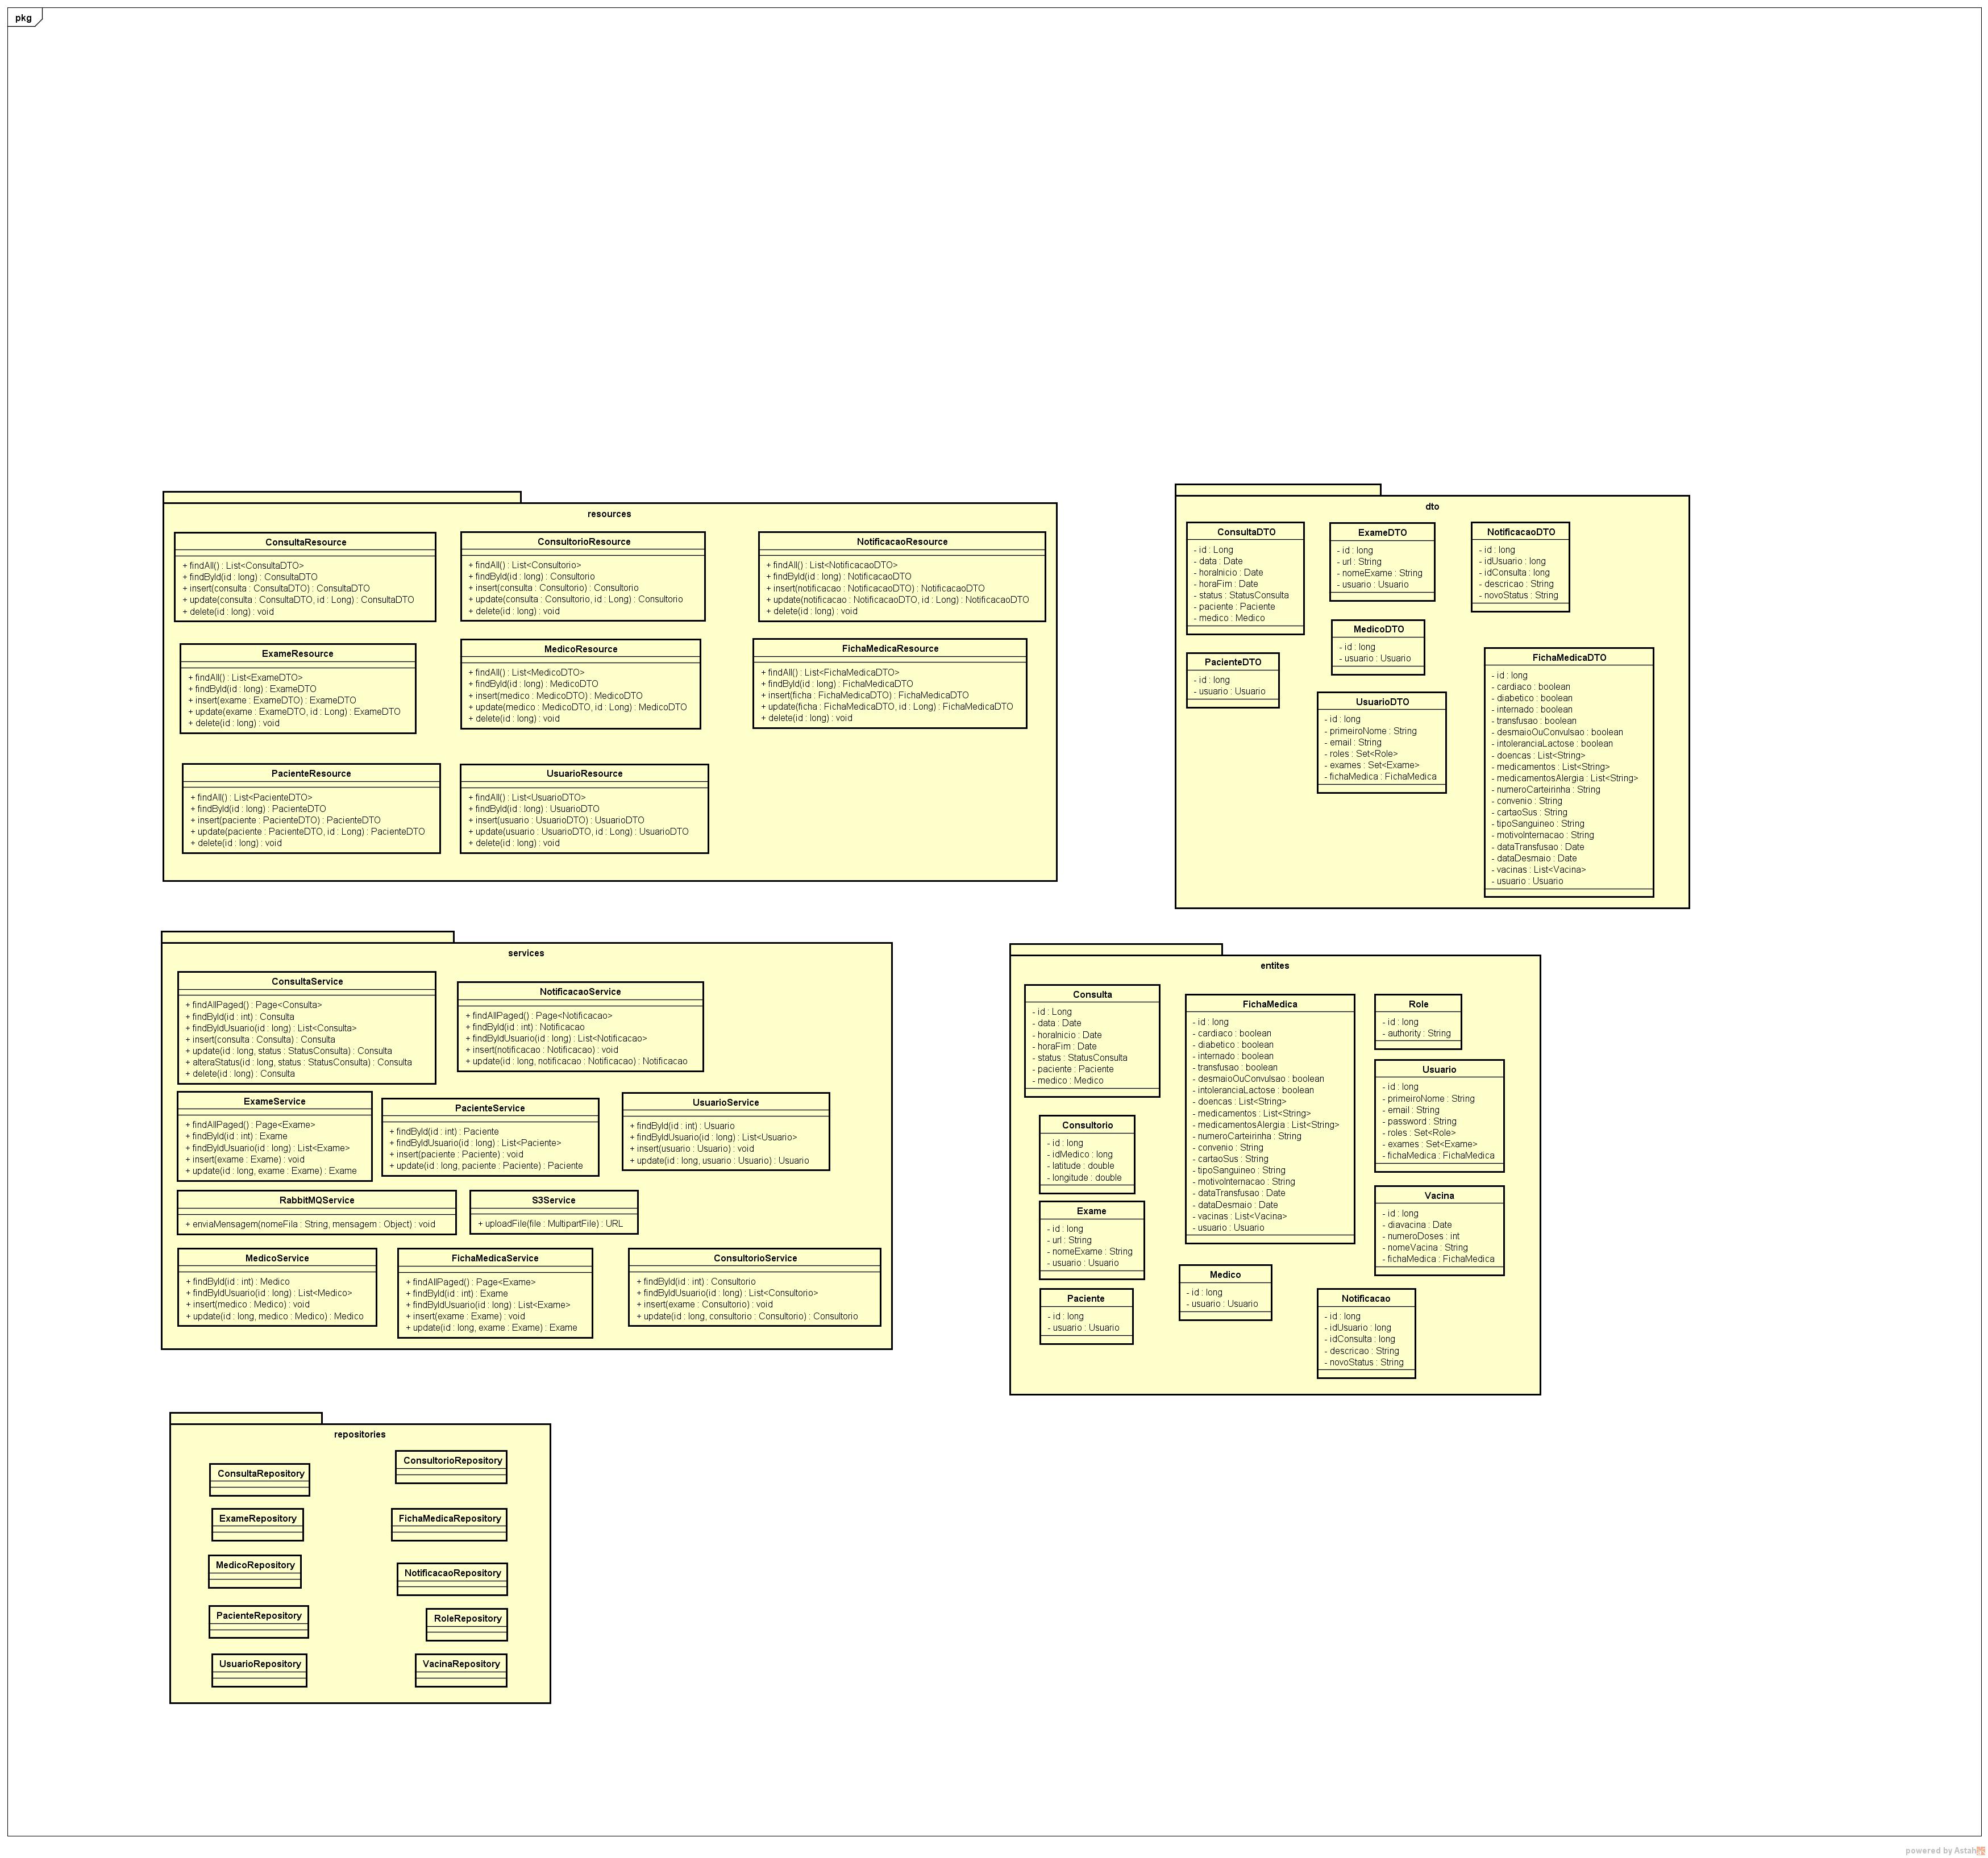 pkg
resources
ConsultaResource
+ findAll() : List<ConsultaDTO>
+ findById(id : long) : ConsultaDTO
+ insert(consulta : ConsultaDTO) : ConsultaDTO
+ update(consulta : ConsultaDTO, id : Long) : ConsultaDTO
+ delete(id : long) : void
ConsultorioResource
+ findAll() : List<Consultorio>
+ findById(id : long) : Consultorio
+ insert(consulta : Consultorio) : Consultorio
+ update(consulta : Consultorio, id : Long) : Consultorio
+ delete(id : long) : void
NotificacaoResource
+ findAll() : List<NotificacaoDTO>
+ findById(id : long) : NotificacaoDTO
+ insert(notificacao : NotificacaoDTO) : NotificacaoDTO
+ update(notificacao : NotificacaoDTO, id : Long) : NotificacaoDTO
+ delete(id : long) : void
ExameResource
+ findAll() : List<ExameDTO>
+ findById(id : long) : ExameDTO
+ insert(exame : ExameDTO) : ExameDTO
+ update(exame : ExameDTO, id : Long) : ExameDTO
+ delete(id : long) : void
MedicoResource
+ findAll() : List<MedicoDTO>
+ findById(id : long) : MedicoDTO
+ insert(medico : MedicoDTO) : MedicoDTO
+ update(medico : MedicoDTO, id : Long) : MedicoDTO
+ delete(id : long) : void
FichaMedicaResource
+ findAll() : List<FichaMedicaDTO>
+ findById(id : long) : FichaMedicaDTO
+ insert(ficha : FichaMedicaDTO) : FichaMedicaDTO
+ update(ficha : FichaMedicaDTO, id : Long) : FichaMedicaDTO
+ delete(id : long) : void
PacienteResource
+ findAll() : List<PacienteDTO>
+ findById(id : long) : PacienteDTO
+ insert(paciente : PacienteDTO) : PacienteDTO
+ update(paciente : PacienteDTO, id : Long) : PacienteDTO
+ delete(id : long) : void
UsuarioResource
+ findAll() : List<UsuarioDTO>
+ findById(id : long) : UsuarioDTO
+ insert(usuario : UsuarioDTO) : UsuarioDTO
+ update(usuario : UsuarioDTO, id : Long) : UsuarioDTO
+ delete(id : long) : void
dto
ConsultaDTO
- id : Long
- data : Date
- horaInicio : Date
- horaFim : Date
- status : StatusConsulta
- paciente : Paciente
- medico : Medico
ExameDTO
- id : long
- url : String
- nomeExame : String
- usuario : Usuario
NotificacaoDTO
- id : long
- idUsuario : long
- idConsulta : long
- descricao : String
- novoStatus : String
MedicoDTO
- id : long
- usuario : Usuario
PacienteDTO
- id : long
- usuario : Usuario
UsuarioDTO
- id : long
- primeiroNome : String
- email : String
- roles : Set<Role>
- exames : Set<Exame>
- fichaMedica : FichaMedica
FichaMedicaDTO
- id : long
- cardiaco : boolean
- diabetico : boolean
- internado : boolean
- transfusao : boolean
- desmaioOuConvulsao : boolean
- intoleranciaLactose : boolean
- doencas : List<String>
- medicamentos : List<String>
- medicamentosAlergia : List<String>
- numeroCarteirinha : String
- convenio : String
- cartaoSus : String
- tipoSanguineo : String
- motivoInternacao : String
- dataTransfusao : Date
- dataDesmaio : Date
- vacinas : List<Vacina>
- usuario : Usuario
services
ConsultaService
+ findAllPaged() : Page<Consulta>
+ findById(id : int) : Consulta
+ findByIdUsuario(id : long) : List<Consulta>
+ insert(consulta : Consulta) : Consulta
+ update(id : long, status : StatusConsulta) : Consulta
+ alteraStatus(id : long, status : StatusConsulta) : Consulta
+ delete(id : long) : Consulta
NotificacaoService
+ findAllPaged() : Page<Notificacao>
+ findById(id : int) : Notificacao
+ findByIdUsuario(id : long) : List<Notificacao>
+ insert(notificacao : Notificacao) : void
+ update(id : long, notificacao : Notificacao) : Notificacao
ExameService
+ findAllPaged() : Page<Exame>
+ findById(id : int) : Exame
+ findByIdUsuario(id : long) : List<Exame>
+ insert(exame : Exame) : void
+ update(id : long, exame : Exame) : Exame
PacienteService
+ findById(id : int) : Paciente
+ findByIdUsuario(id : long) : List<Paciente>
+ insert(paciente : Paciente) : void
+ update(id : long, paciente : Paciente) : Paciente
UsuarioService
+ findById(id : int) : Usuario
+ findByIdUsuario(id : long) : List<Usuario>
+ insert(usuario : Usuario) : void
+ update(id : long, usuario : Usuario) : Usuario
RabbitMQService
+ enviaMensagem(nomeFila : String, mensagem : Object) : void
S3Service
+ uploadFile(file : MultipartFile) : URL
MedicoService
+ findById(id : int) : Medico
+ findByIdUsuario(id : long) : List<Medico>
+ insert(medico : Medico) : void
+ update(id : long, medico : Medico) : Medico
FichaMedicaService
+ findAllPaged() : Page<Exame>
+ findById(id : int) : Exame
+ findByIdUsuario(id : long) : List<Exame>
+ insert(exame : Exame) : void
+ update(id : long, exame : Exame) : Exame
ConsultorioService
+ findById(id : int) : Consultorio
+ findByIdUsuario(id : long) : List<Consultorio>
+ insert(exame : Consultorio) : void
+ update(id : long, consultorio : Consultorio) : Consultorio
entites
Consulta
- id : Long
- data : Date
- horaInicio : Date
- horaFim : Date
- status : StatusConsulta
- paciente : Paciente
- medico : Medico
FichaMedica
- id : long
- cardiaco : boolean
- diabetico : boolean
- internado : boolean
- transfusao : boolean
- desmaioOuConvulsao : boolean
- intoleranciaLactose : boolean
- doencas : List<String>
- medicamentos : List<String>
- medicamentosAlergia : List<String>
- numeroCarteirinha : String
- convenio : String
- cartaoSus : String
- tipoSanguineo : String
- motivoInternacao : String
- dataTransfusao : Date
- dataDesmaio : Date
- vacinas : List<Vacina>
- usuario : Usuario
Role
- id : long
- authority : String
Usuario
- id : long
- primeiroNome : String
- email : String
- password : String
- roles : Set<Role>
- exames : Set<Exame>
- fichaMedica : FichaMedica
Consultorio
- id : long
- idMedico : long
- latitude : double
- longitude : double
Vacina
- id : long
- diavacina : Date
- numeroDoses : int
- nomeVacina : String
- fichaMedica : FichaMedica
Exame
- id : long
- url : String
- nomeExame : String
- usuario : Usuario
Medico
- id : long
- usuario : Usuario
Paciente
- id : long
- usuario : Usuario
Notificacao
- id : long
- idUsuario : long
- idConsulta : long
- descricao : String
- novoStatus : String
repositories
ConsultaRepository
ConsultorioRepository
ExameRepository
FichaMedicaRepository
MedicoRepository
NotificacaoRepository
PacienteRepository
RoleRepository
UsuarioRepository
VacinaRepository
powered by Astah